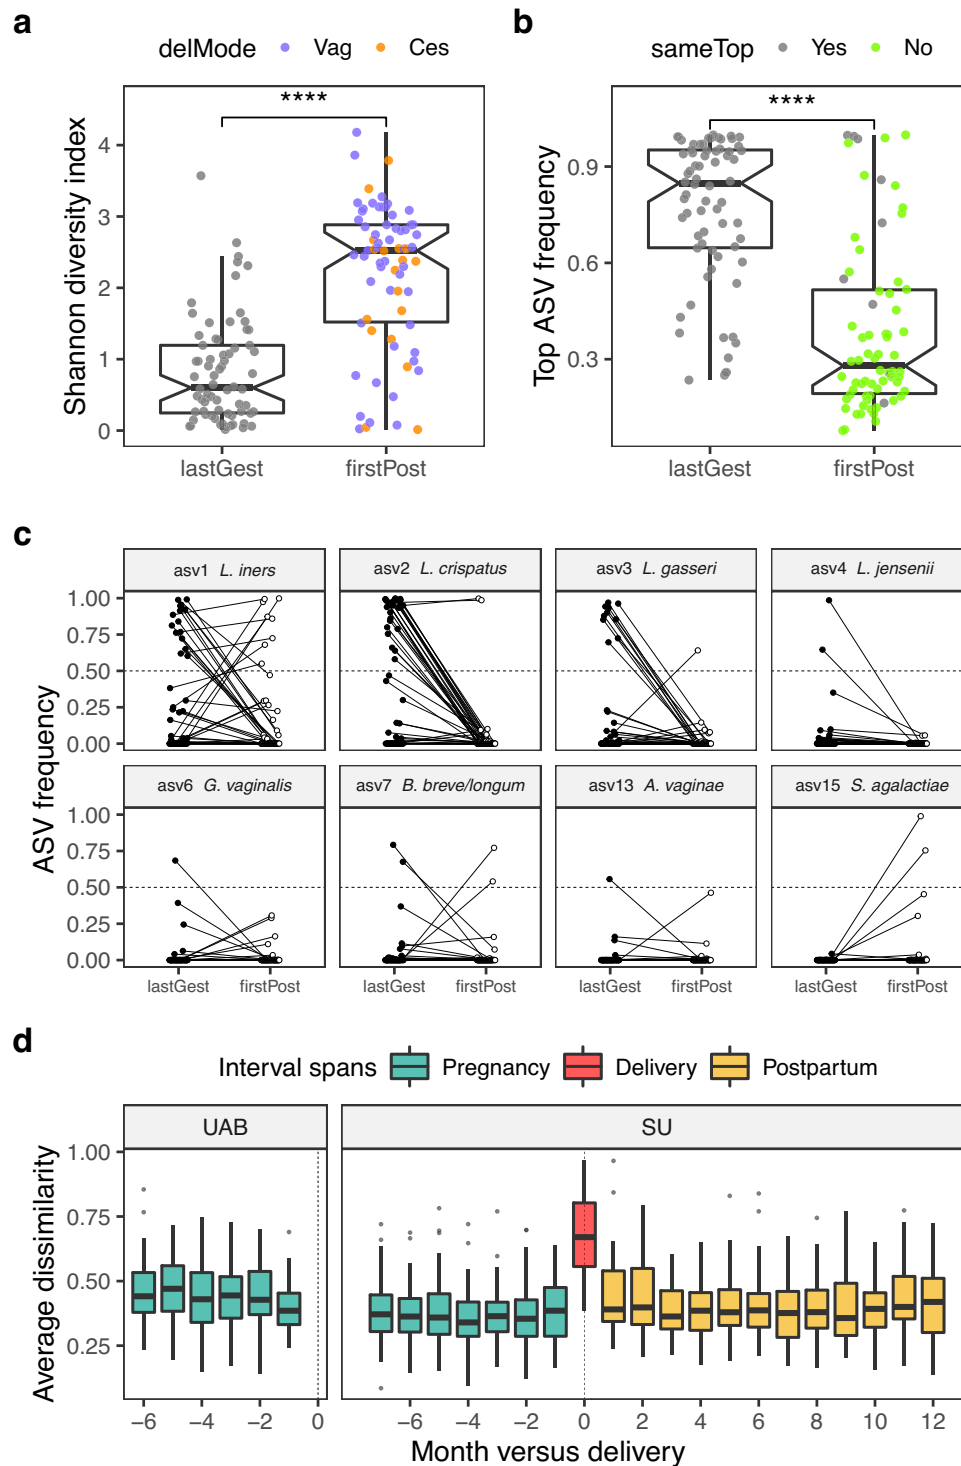 a
delMode Vag Ces
****
Shannon diversity index
4
3
2
1
0
lastGest firstPost
b
sameTop Yes No
****
Top ASV frequency
0.9
0.6
0.3
lastGest firstPost
c
asv1 L. iners asv2 L. crispatus asv3 L. gasseri asv4 L. jensenii
ASV frequency
1.00
0.75
0.50
0.25
0.00
asv6 G. vaginalis asv7 B. breve/longum asv13 A. vaginae asv15 S. agalactiae
1.00
0.75
0.50
0.25
0.00
lastGest firstPost lastGest firstPost lastGest firstPost lastGest firstPost
d
Interval spans Pregnancy Delivery Postpartum
UAB SU
Average dissimilarity
1.00
0.75
0.50
0.25
−6 −4 −2 0 −6 −4 −2 0 2 4 6 8 10 12
Month versus delivery